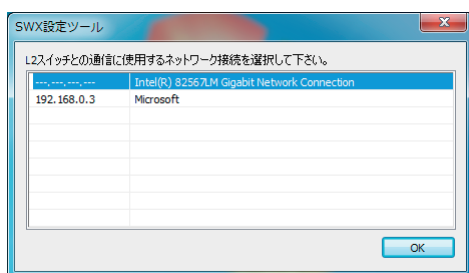 SWX設定ツール
L2スイッチとの通信に使用するネットワーク接続を選択して下さい。
---.---.---.--- Intel(R) 82567LM Gigabit Network Connection
192.168.0.3 Microsoft
OK